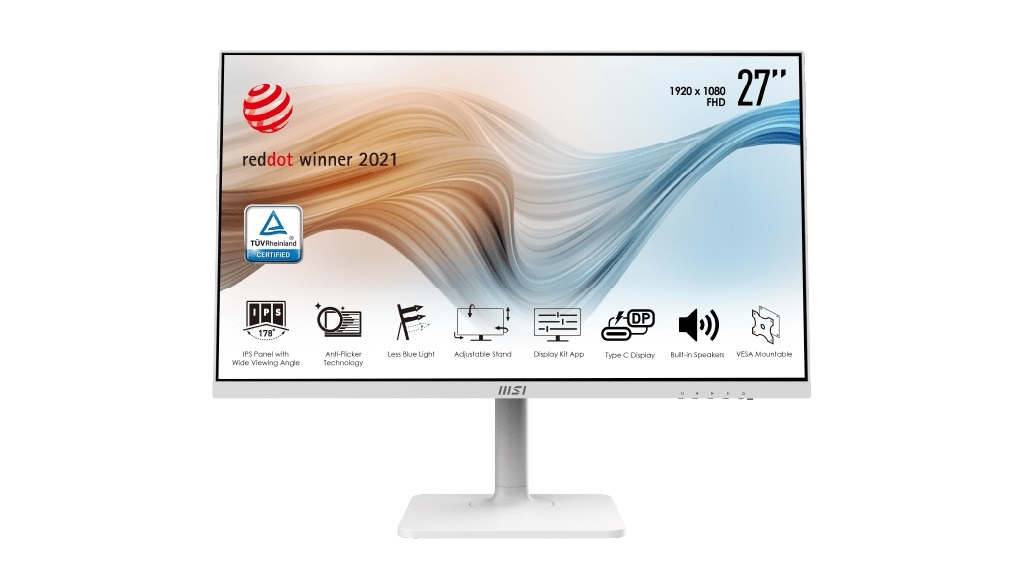 1920 x 1080
FHD
27”
reddot winner 2021
TÜVRheinland®
CERTIFIED
IPS
178°
IPS Panel with
Wide Viewing Angle
Anti-Flicker
Technology
Less Blue Light
Adjustable Stand
Display Kit App
DP
Type C Display
Built-in Speakers
VESA Mountable
MSI